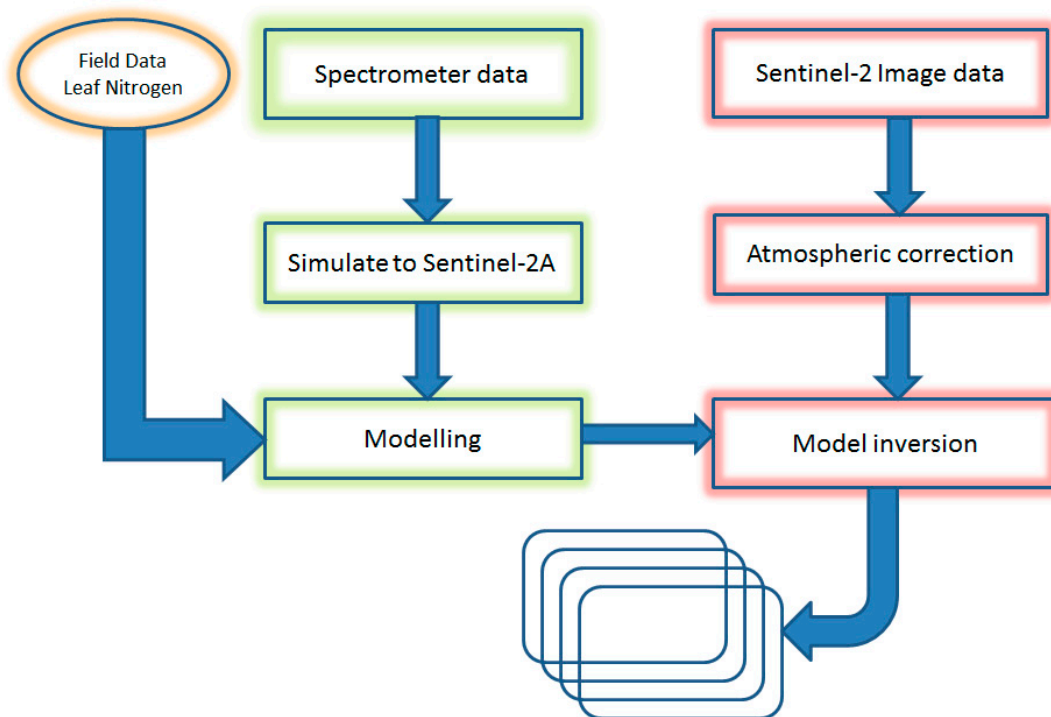 Field Data
Leaf Nitrogen
Spectrometer data
Sentinel-2 Image data
Simulate to Sentinel-2A
Atmospheric correction
Modelling
Model inversion